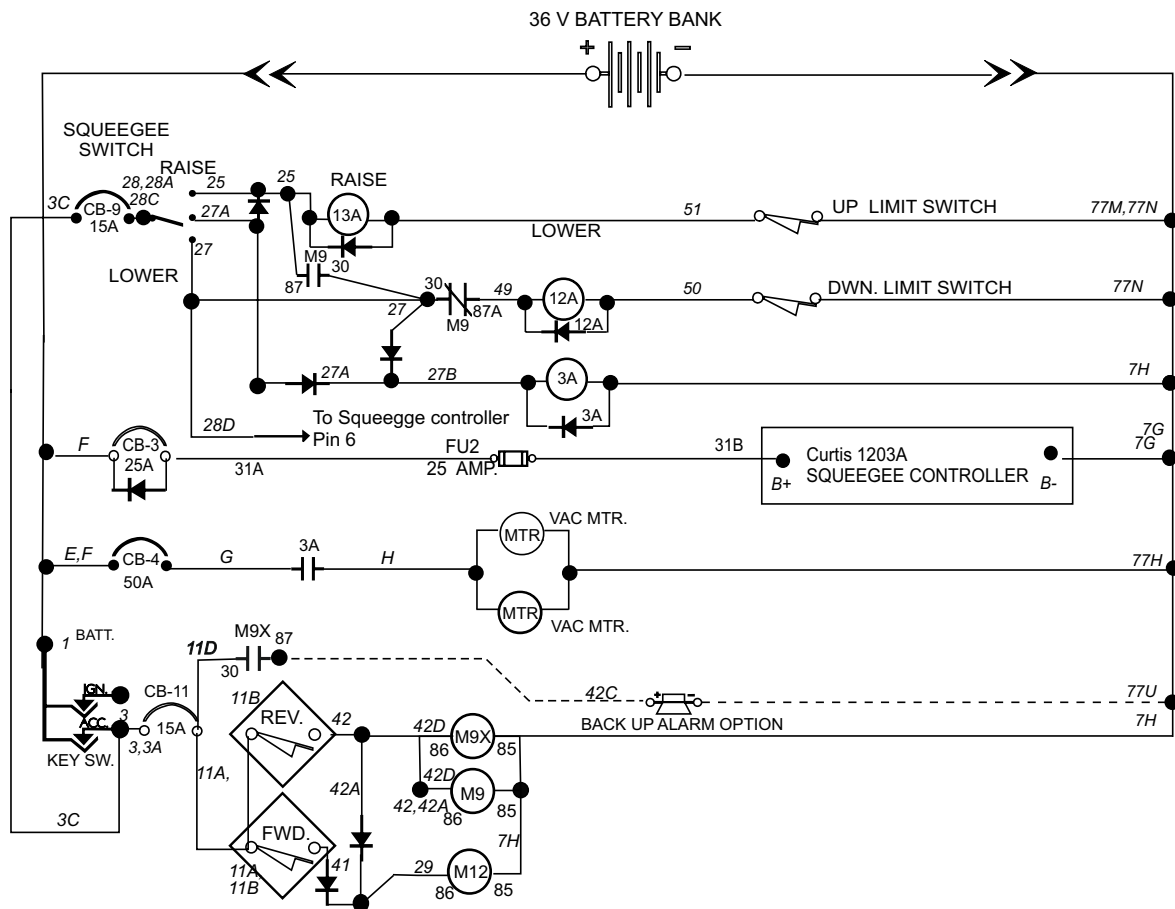 36 V BATTERY BANK
+ −
SQUEEGEE
SWITCH
RAISE
28,28A
28C
3C
CB-9
15A
25
27A
27
LOWER
25
RAISE
13A
LOWER
51
UP LIMIT SWITCH
77M,77N
M9
30
87
30
M9
87A
49
12A
12A
50
DWN. LIMIT SWITCH
77N
27
27A
27B
3A
3A
7H
28D
To Squeegge controller
Pin 6
F
CB-3
25A
31A
FU2
25 AMP.
31B
Curtis 1203A
SQUEEGEE CONTROLLER
B+
B-
7G
7G
E,F
CB-4
50A
G
3A
H
MTR
VAC MTR.
MTR
VAC MTR.
77H
1 BATT.
IGN.
ACC.
3
KEY SW.
3,3A
3C
CB-11
15A
11D
M9X
87
30
11A,
11B
REV.
42
42A
FWD.
11A,
11B
41
42D
86
M9X
85
42D
42,42A
M9
86
85
7H
29
M12
86
85
42C
+ −
BACK UP ALARM OPTION
77U
7H